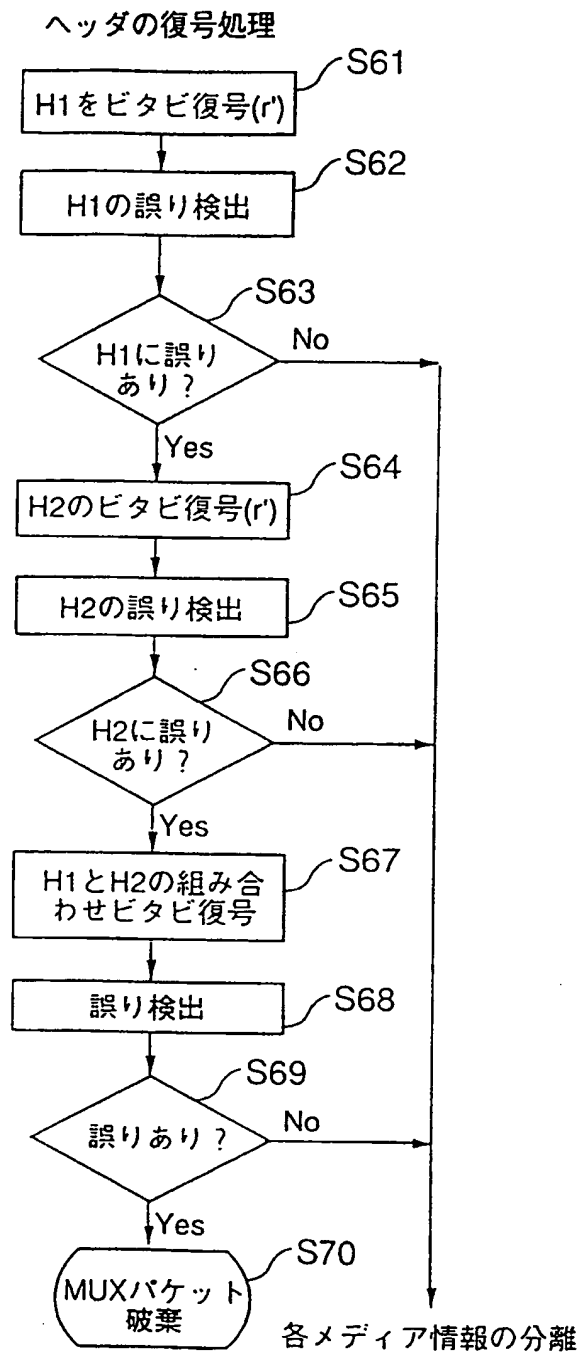 ヘッダの復号処理
S61
H1をビタビ復号(r')
S62
H1の誤り検出
S63
H1に誤り
あり?
No
Yes
S64
H2のビタビ復号(r')
S65
H2の誤り検出
S66
H2に誤り
あり?
No
Yes
S67
H1とH2の組み合
わせビタビ復号
S68
誤り検出
S69
誤りあり?
No
Yes
S70
MUXパケット
破棄
各メディア情報の分離